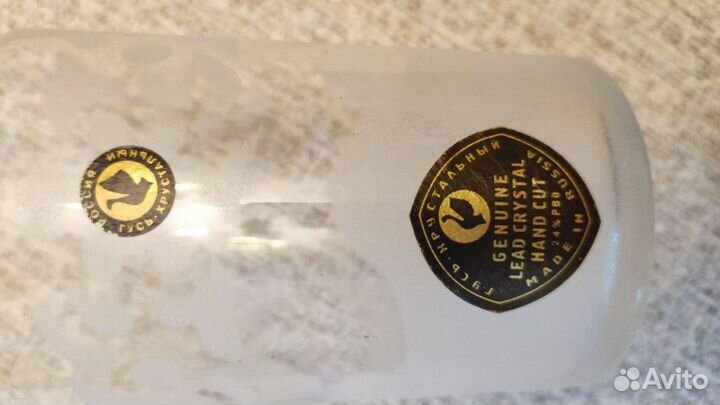 ГУСЬ-ХРУСТАЛЬНЫЙ
РОССИЯ
ГУСЬ-ХРУСТАЛЬНЫЙ
GENUINE
LEAD CRYSTAL
HAND CUT
24% PBO
MADE IN RUSSIA
Avito